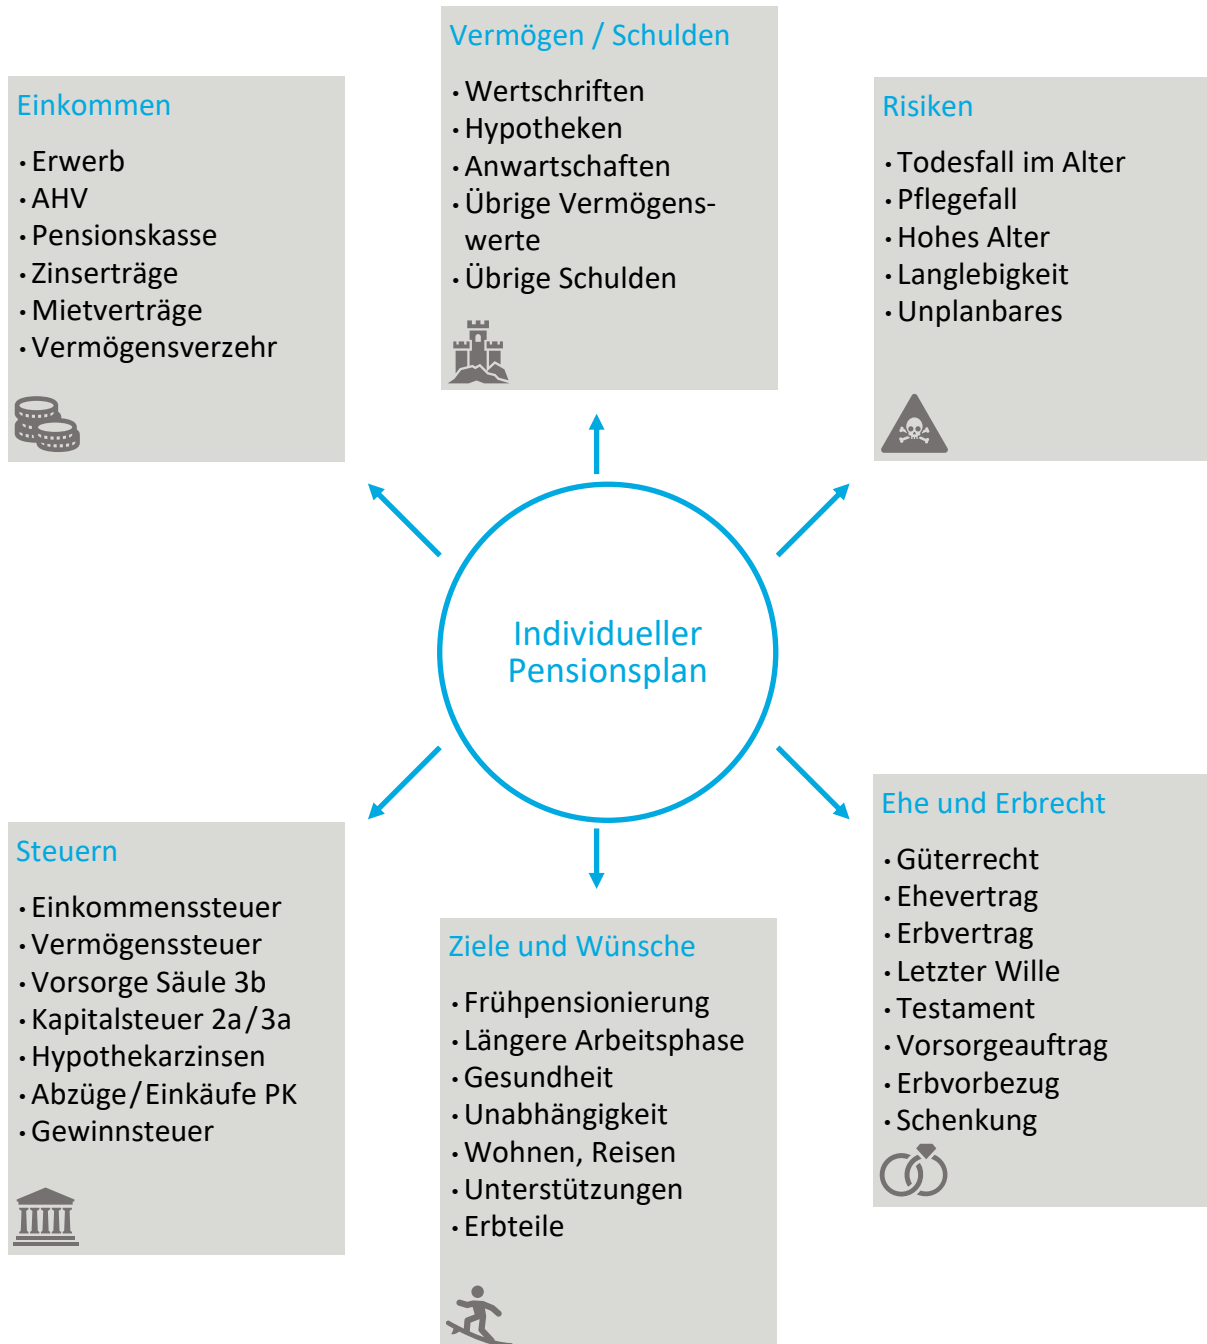 Vermögen / Schulden
• Wertschriften
• Hypotheken
• Anwartschaften
• Übrige Vermögens-
werte
• Übrige Schulden
Einkommen
• Erwerb
• AHV
• Pensionskasse
• Zinserträge
• Mietverträge
• Vermögensverzehr
Risiken
• Todesfall im Alter
• Pflegefall
• Hohes Alter
• Langlebigkeit
• Unplanbares
Individueller
Pensionsplan
Steuern
• Einkommenssteuer
• Vermögenssteuer
• Vorsorge Säule 3b
• Kapitalsteuer 2a/3a
• Hypothekarzinsen
• Abzüge/Einkäufe PK
• Gewinnsteuer
Ziele und Wünsche
• Frühpensionierung
• Längere Arbeitsphase
• Gesundheit
• Unabhängigkeit
• Wohnen, Reisen
• Unterstützungen
• Erbteile
Ehe und Erbrecht
• Güterrecht
• Ehevertrag
• Erbvertrag
• Letzter Wille
• Testament
• Vorsorgeauftrag
• Erbvorbezug
• Schenkung